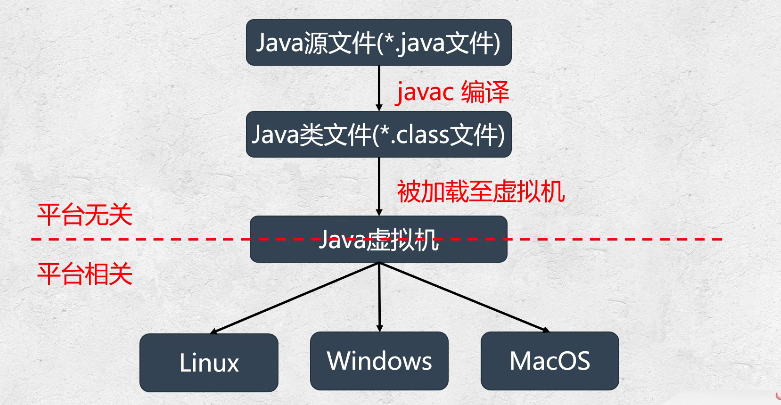 Java源文件(*.java文件)
javac 编译
Java类文件(*.class文件)
被加载至虚拟机
平台无关
Java虚拟机
平台相关
Linux
Windows
MacOS